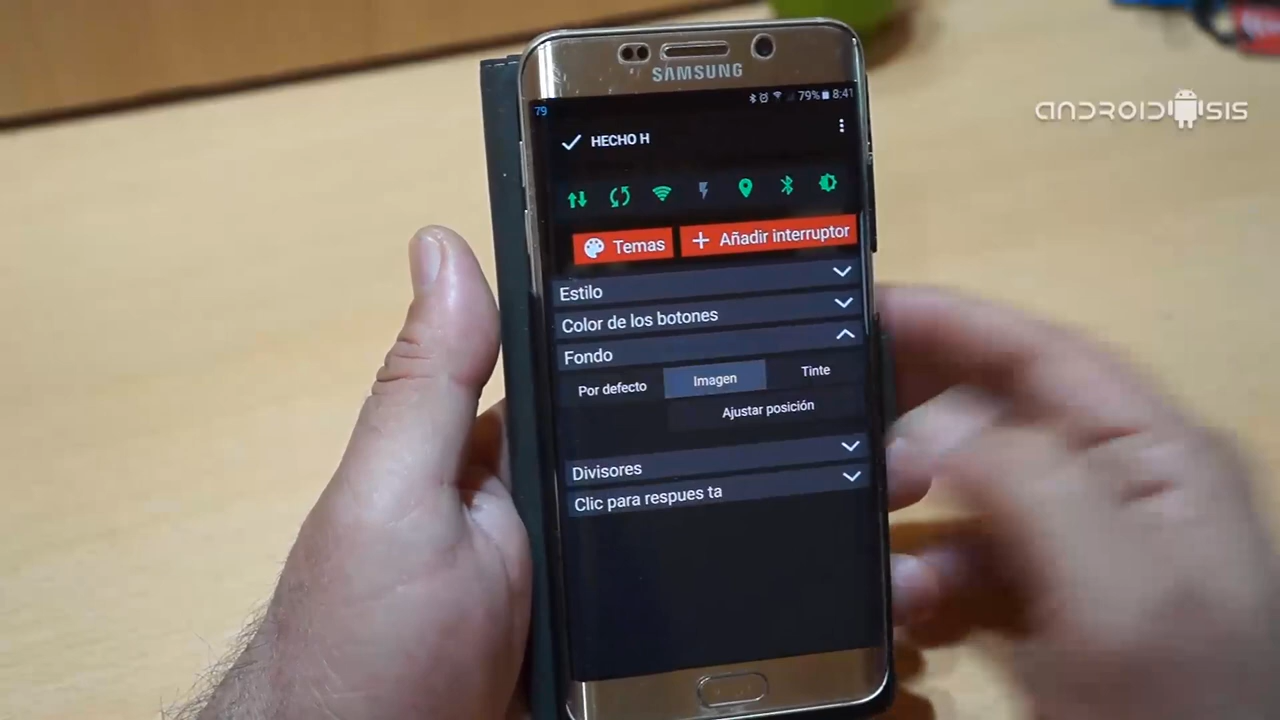 SAMSUNG
79
79% 8:41
ANDROIDSIS
HECHO H
Temas
Añadir interruptor
Estilo
Color de los botones
Fondo
Por defecto
Imagen
Tinte
Ajustar posición
Divisores
Clic para respues ta